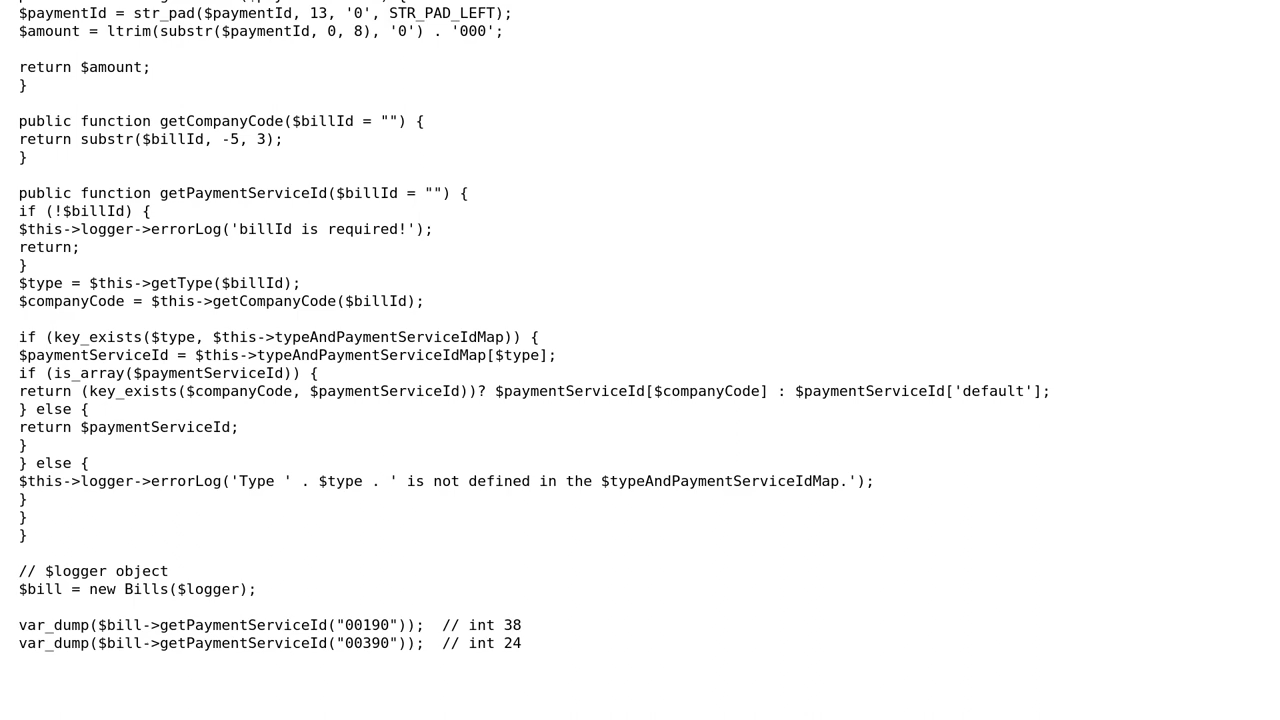 $paymentId = str_pad($paymentId, 13, '0', STR_PAD_LEFT);
$amount = ltrim(substr($paymentId, 0, 8), '0') . '000';
return $amount;
}
public function getCompanyCode($billId = "") {
return substr($billId, -5, 3);
}
public function getPaymentServiceId($billId = "") {
if (!$billId) {
$this->logger->errorLog('billId is required!');
return;
}
$type = $this->getType($billId);
$companyCode = $this->getCompanyCode($billId);
if (key_exists($type, $this->typeAndPaymentServiceIdMap)) {
$paymentServiceId = $this->typeAndPaymentServiceIdMap[$type];
if (is_array($paymentServiceId)) {
return (key_exists($companyCode, $paymentServiceId))? $paymentServiceId[$companyCode] : $paymentServiceId['default'];
} else {
return $paymentServiceId;
}
} else {
$this->logger->errorLog('Type ' . $type . ' is not defined in the $typeAndPaymentServiceIdMap.');
}
}
}
// $logger object
$bill = new Bills($logger);
var_dump($bill->getPaymentServiceId("00190"));  // int 38
var_dump($bill->getPaymentServiceId("00390"));  // int 24